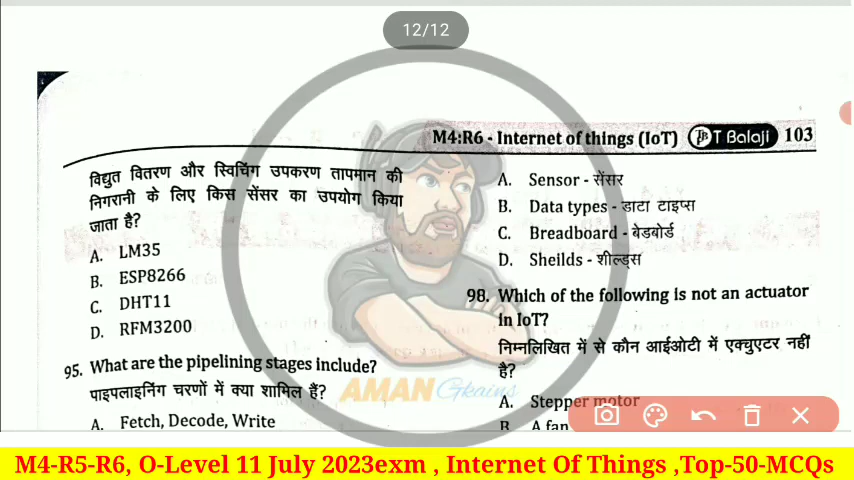 12/12
M4:R6 - Internet of things (IoT) TB T Balaji 103
विद्युत वितरण और स्विचिंग उपकरण तापमान की
निगरानी के लिए किस सेंसर का उपयोग किया
जाता है?
A. LM35
B. ESP8266
C. DHT11
D. RFM3200
95. What are the pipelining stages include?
पाइपलाइनिंग चरणों में क्या शामिल हैं?
A. Fetch, Decode, Write
A. Sensor - सेंसर
B. Data types - डाटा टाइप्स
C. Breadboard - बेडबोर्ड
D. Sheilds - शील्ड्स
98. Which of the following is not an actuator
in IoT?
निम्नलिखित में से कौन आईओटी में एक्चुएटर नहीं
है?
A. Stepper motor
B. A fan
AMAN Gkains
M4-R5-R6, O-Level 11 July 2023exm , Internet Of Things ,Top-50-MCQs